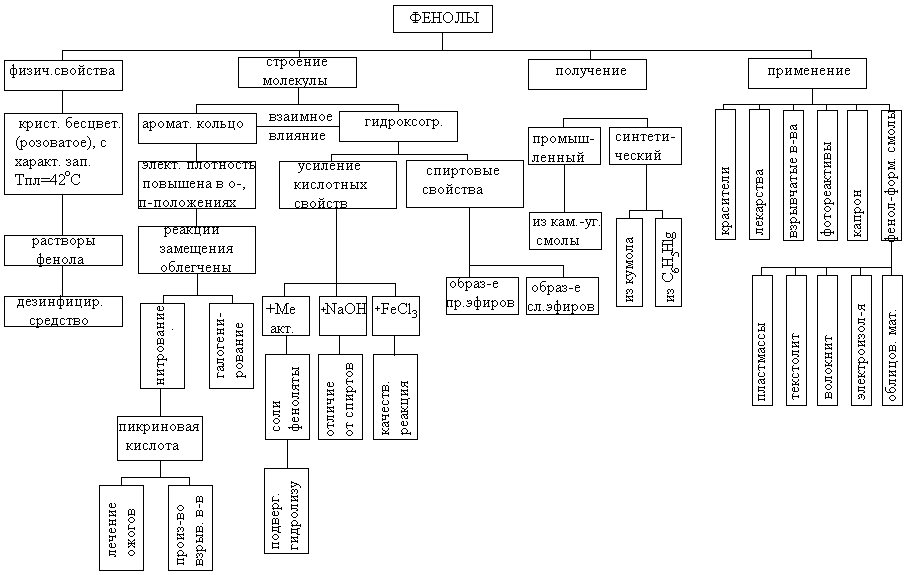 ФЕНОЛЫ
физич.свойства
строение
молекулы
получение
применение
крист. бесцвет.
(розоватое), с
характ. зап.
Tпл=42°C
растворы
фенола
дезинфицир.
средство
аромат. кольцо
взаимное
влияние
гидроксогр.
элект. плотность
повышена в о-,
п-положениях
реакции
замещения
облегчены
нитрование
галогени-
рование
пикриновая
кислота
лечение
ожогов
произ-во
взрыв. в-в
усиление
кислотных
свойств
спиртовые
свойства
+Me
акт.
+NaOH
+FeCl3
соли
феноляты
отличие
от спиртов
качеств.
реакция
подверг.
гидролизу
образ-е
пр.эфиров
образ-е
сл.эфиров
промыш-
ленный
синтети-
ческий
из кам.-уг.
смолы
из кумола
из C6H5Hlg
красители
лекарства
взрывчатые в-ва
фотореактивы
капрон
фенол-форм. смолы
пластмассы
текстолит
волокнит
электроизол-я
облицов. мат.